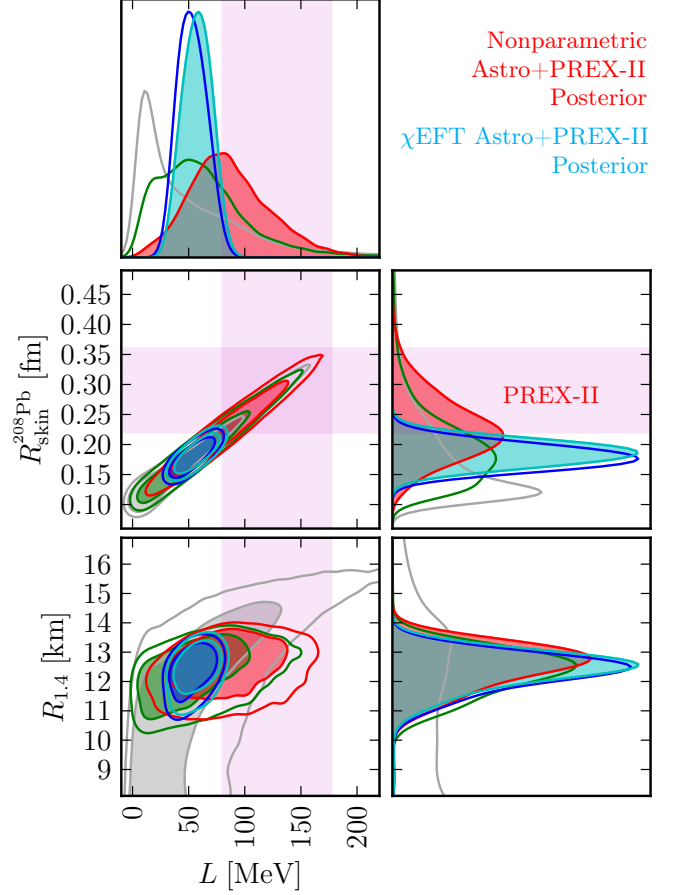 Nonparametric
Astro+PREX-II
Posterior
χEFT Astro+PREX-II
Posterior
R_skin^208Pb [fm]
0.45
0.40
0.35
0.30
0.25
0.20
0.15
0.10
PREX-II
R_1.4 [km]
16
15
14
13
12
11
10
9
0
50
100
150
200
L [MeV]